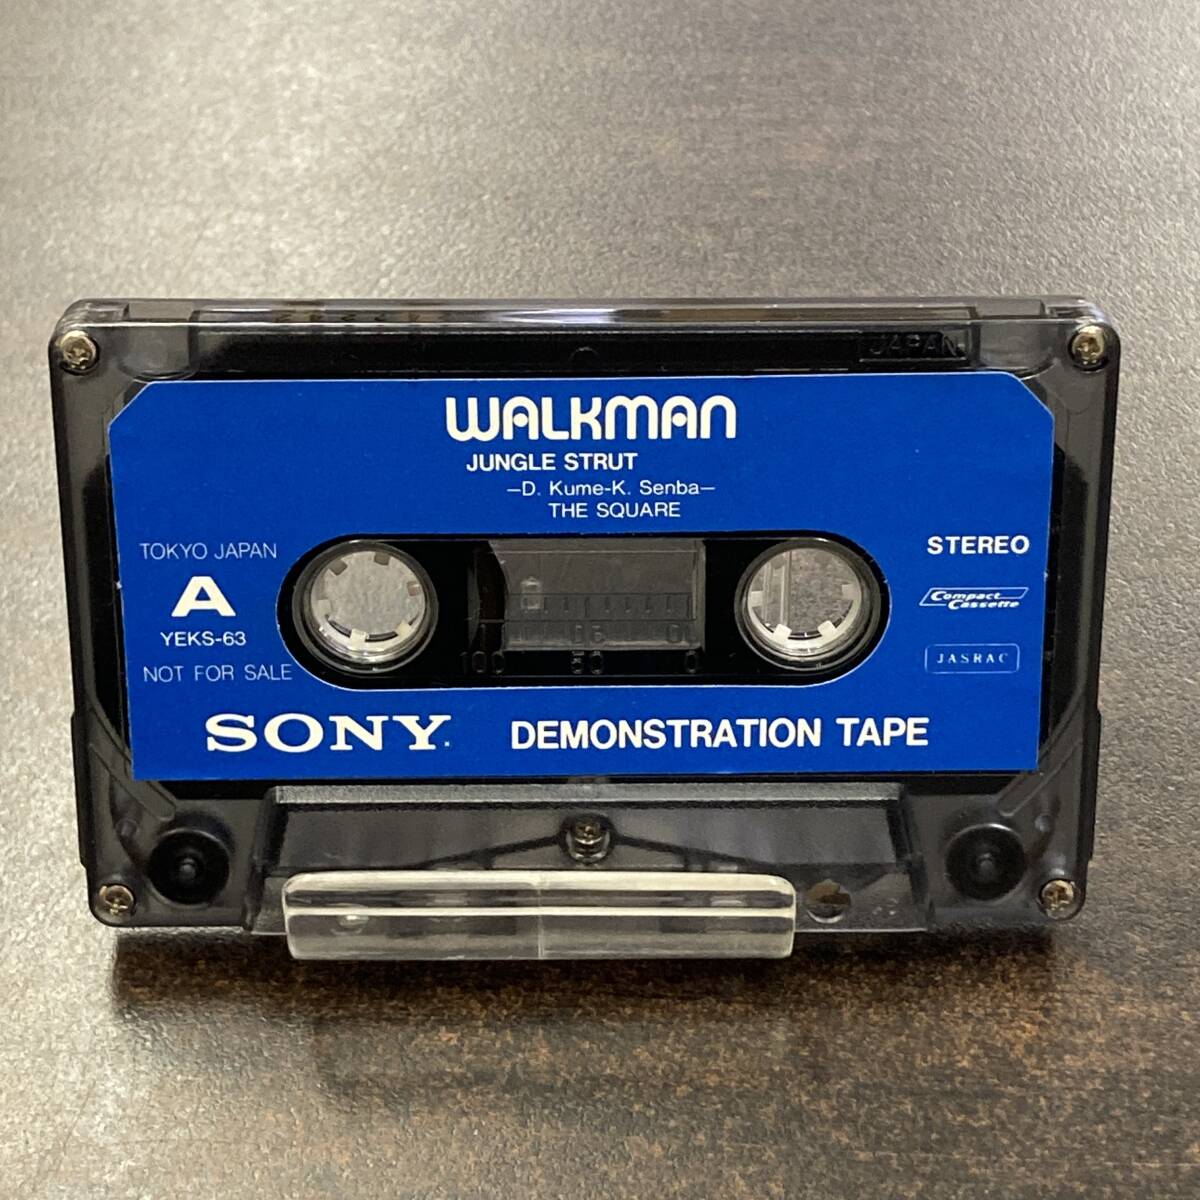 JAPAN
WALKMAN
JUNGLE STRUT
—D. Kume-K. Senba—
THE SQUARE
TOKYO JAPAN
A
YEKS-63
NOT FOR SALE
STEREO
Compact Cassette
JASRAC
100 50 0
SONY. DEMONSTRATION TAPE